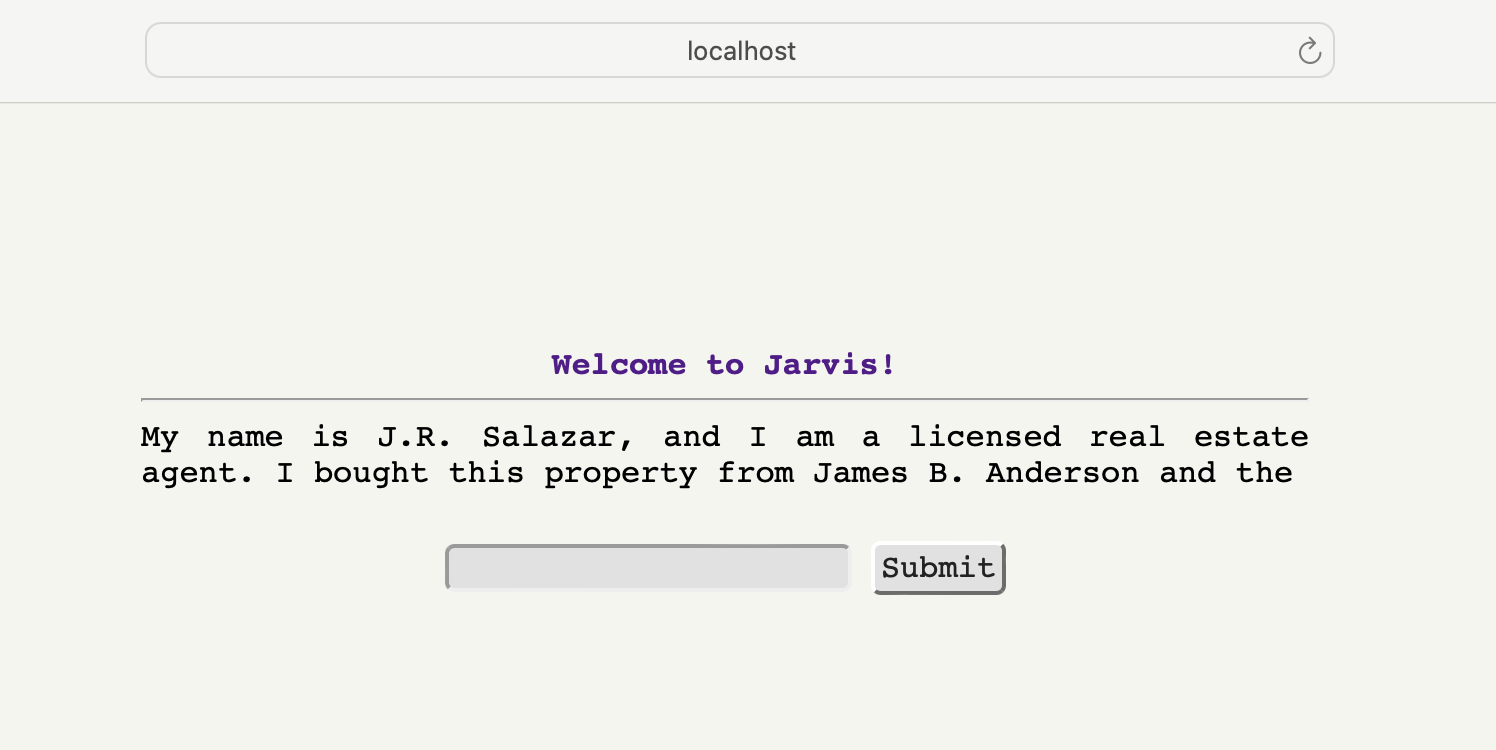 localhost
Welcome to Jarvis!
My name is J.R. Salazar, and I am a licensed real estate
agent. I bought this property from James B. Anderson and the
Submit